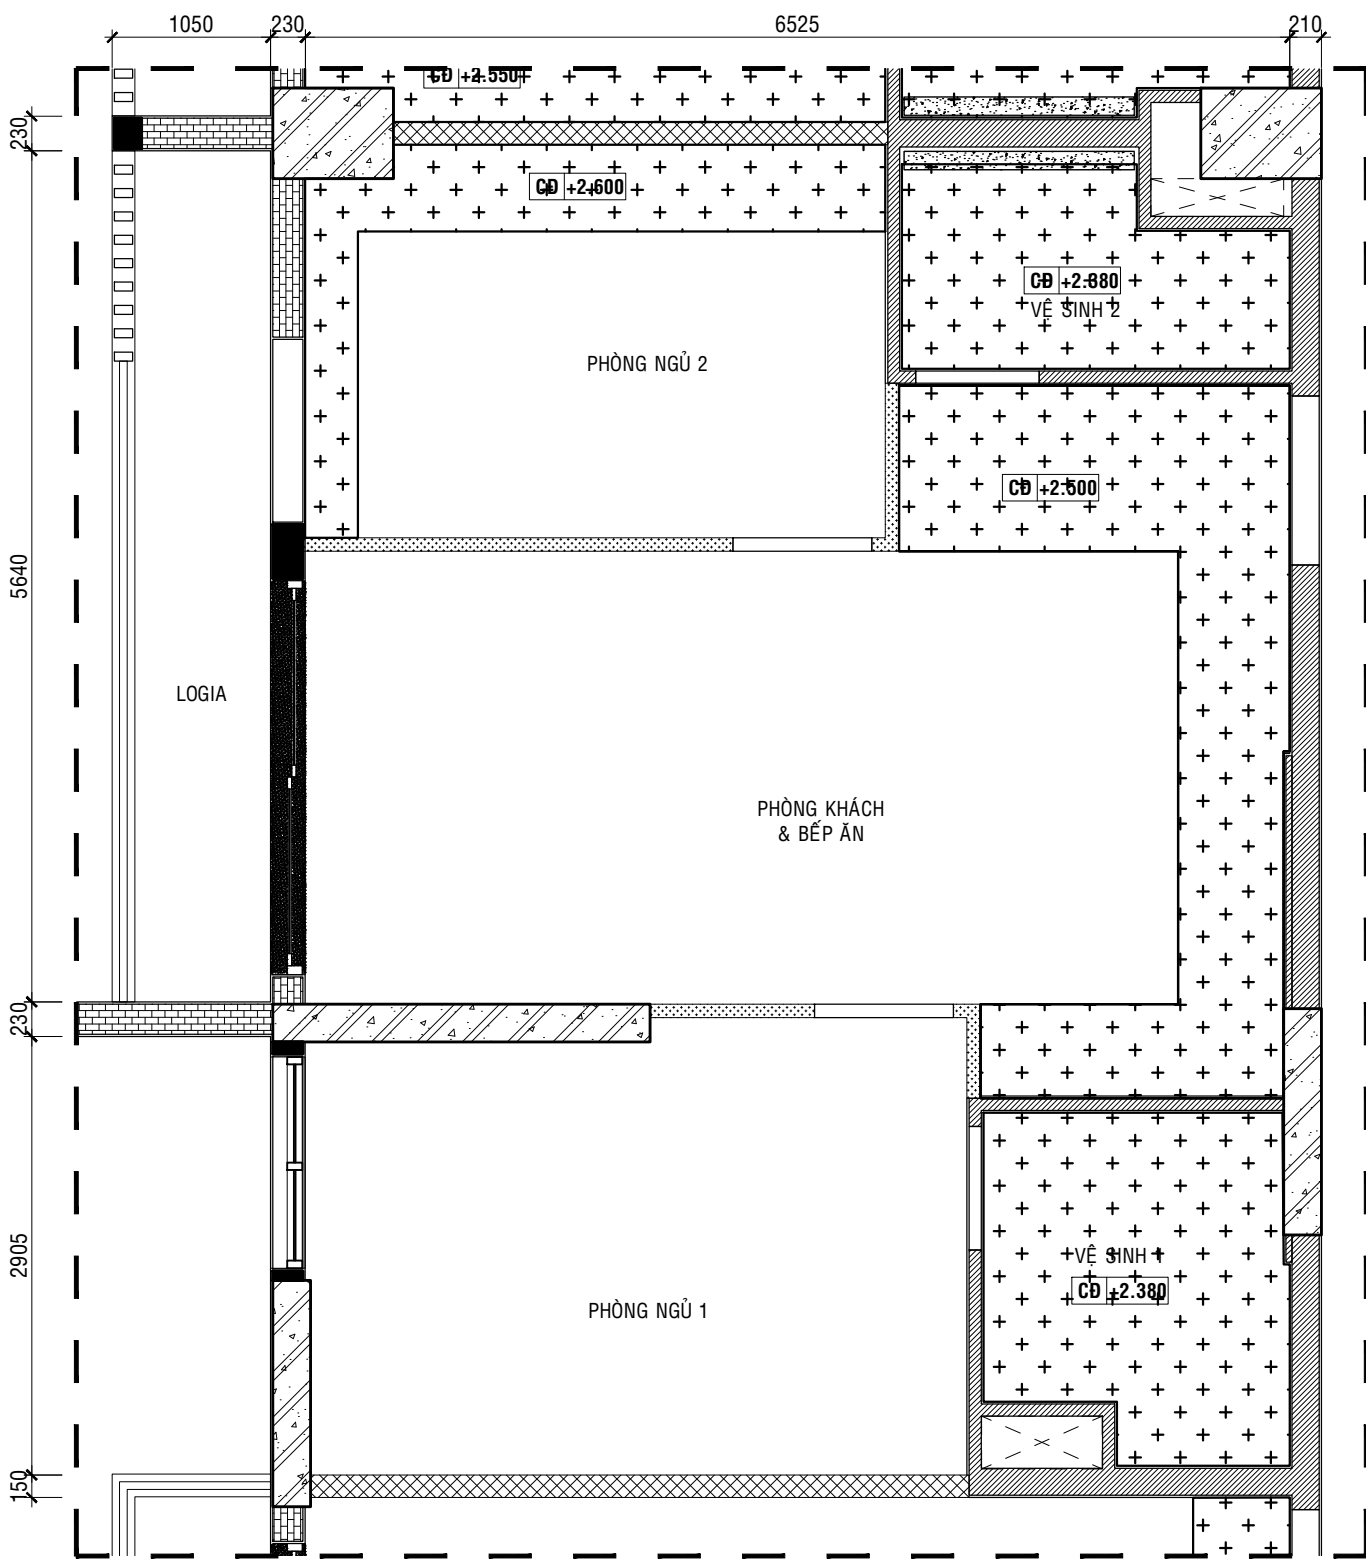 1050 230 6525 210
CĐ +2.550
230
CĐ +2.600
CĐ +2.380
VỆ SINH 2
PHÒNG NGỦ 2
CĐ +2.500
5640
LOGIA
PHÒNG KHÁCH
& BẾP ĂN
230
2905
VỆ SINH 1
CĐ +2.380
PHÒNG NGỦ 1
150